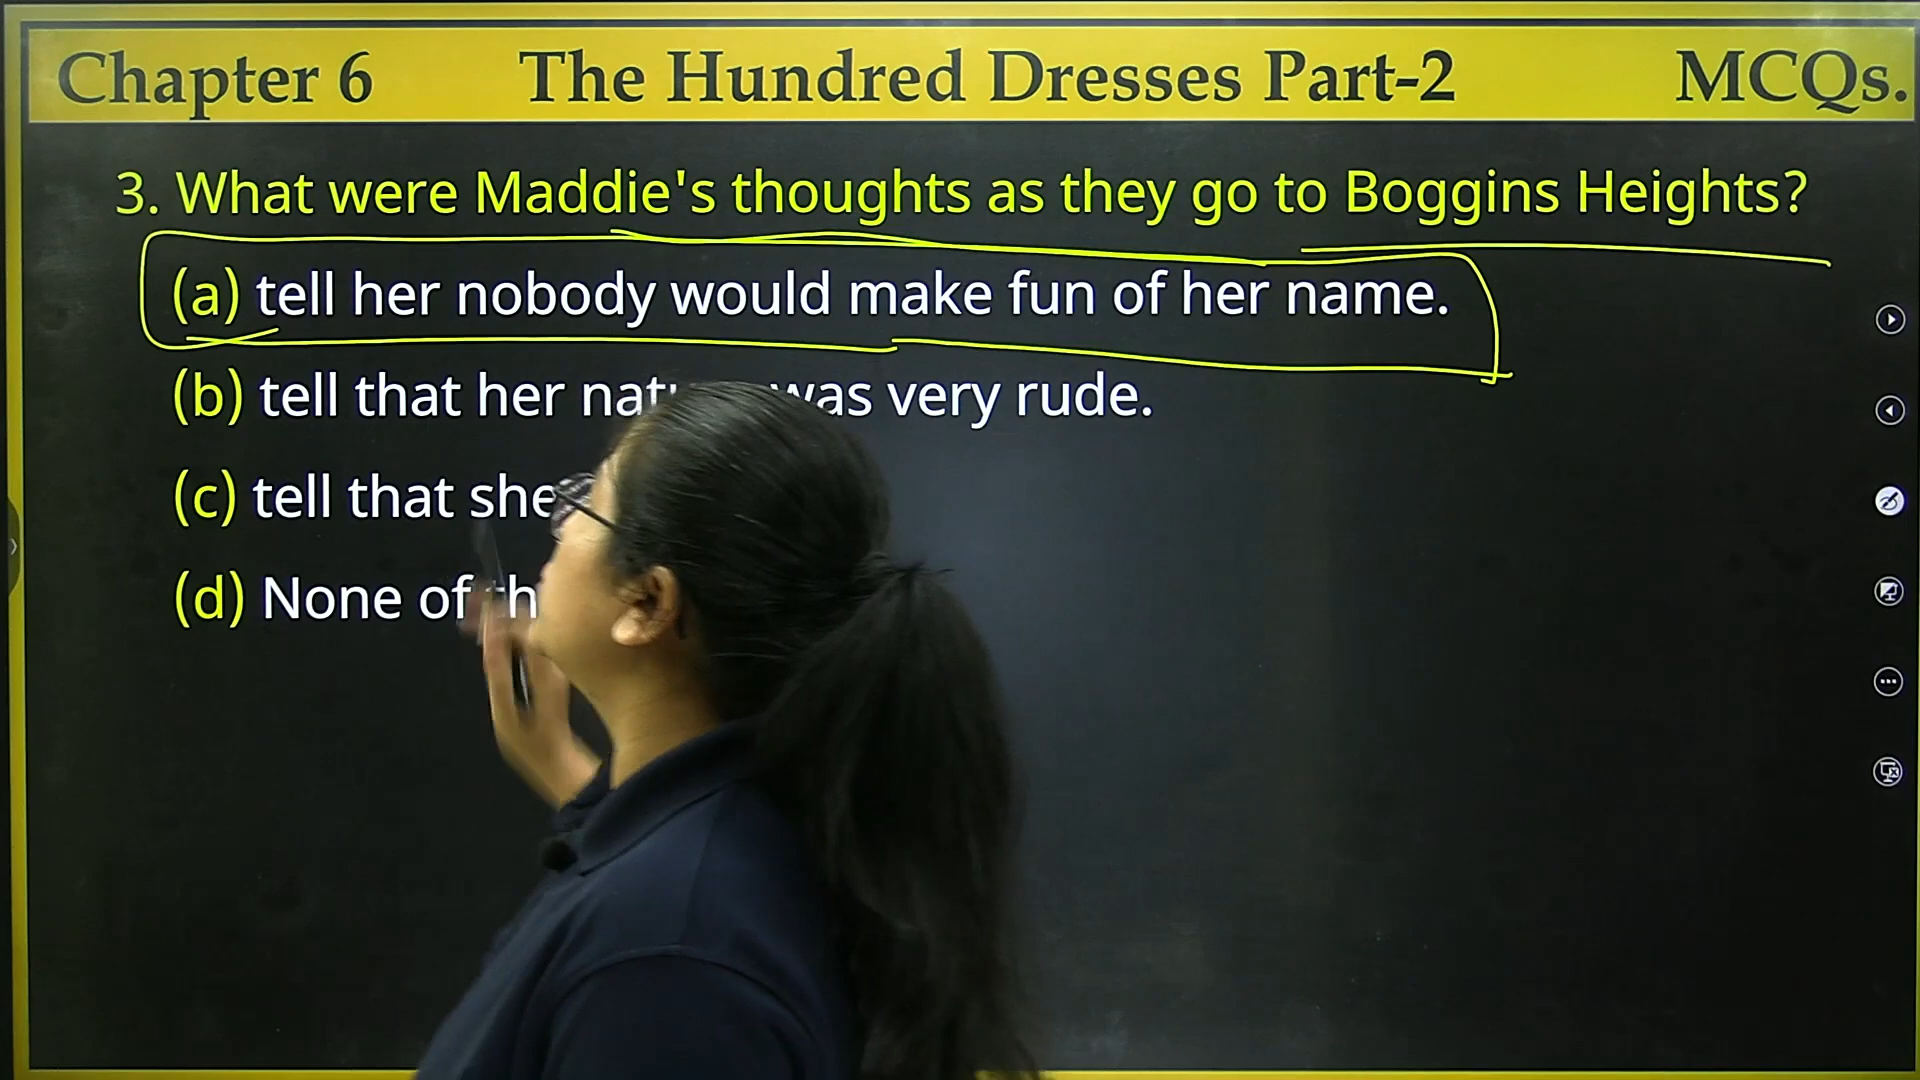 Chapter 6 The Hundred Dresses Part-2 MCQs.
3. What were Maddie's thoughts as they go to Boggins Heights?
(a) tell her nobody would make fun of her name.
(b) tell that her was very rude.
(c) tell that she
(d) None of